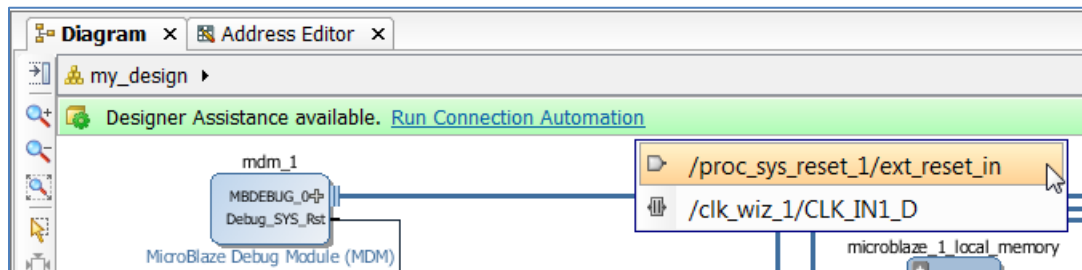 Diagram × Address Editor ×
my_design
Designer Assistance available. Run Connection Automation
/proc_sys_reset_1/ext_reset_in
/clk_wiz_1/CLK_IN1_D
mdm_1
MBDEBUG_0
Debug_SYS_Rst
MicroBlaze Debug Module (MDM)
microblaze_1_local_memory